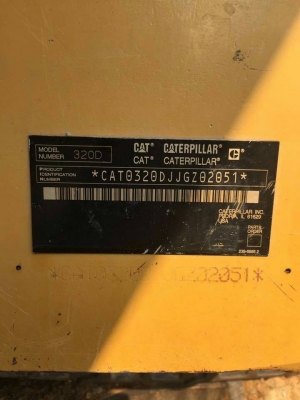 MODEL NUMBER 320D
CAT CATERPILLAR
CAT® CATERPILLAR®
PRODUCT IDENTIFICATION NUMBER
*CAT0320DJJGZ02051*
CATERPILLAR INC.
PEORIA, IL 61629
USA
PARTS ORDER
02051*